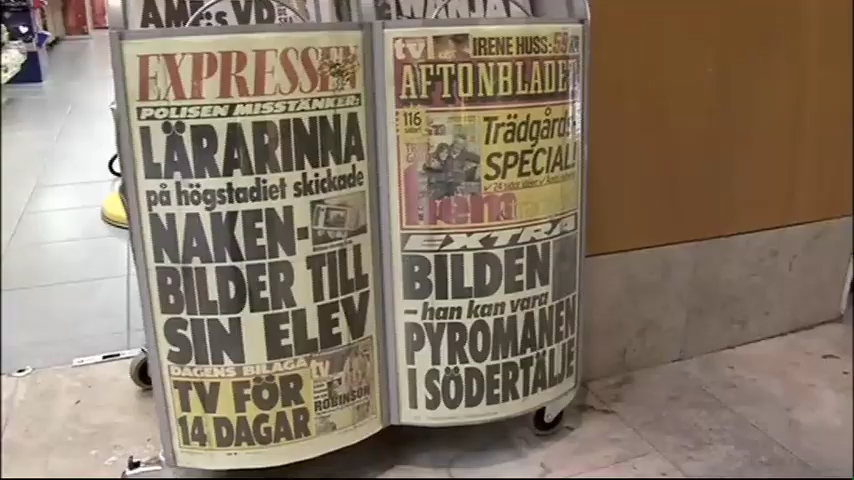 EXPRESSEN
POLISEN MISSTÄNKER:
LÄRARINNA
på högstadiet skickade
NAKEN-
BILDER TILL
SIN ELEV
DAGENS BILAGA
TV FÖR
14 DAGAR
tv
ROBINSON
tv
IRENE HUSS:
AFTONBLADET
116
Trädgårds
SPECIAL!
EXTRA
BILDEN
-han kan vara
PYROMANEN
I SÖDERTÄLJE